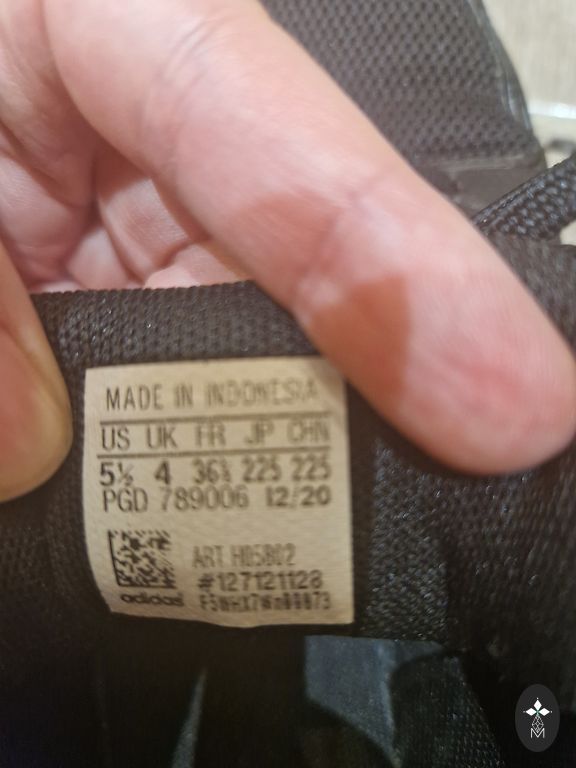 MADE IN INDONESIA
US UK FR JP CHN
5½ 4 36⅔ 225 225
PGD 789006 12/20
ART H05802
#127121128
adidas
M